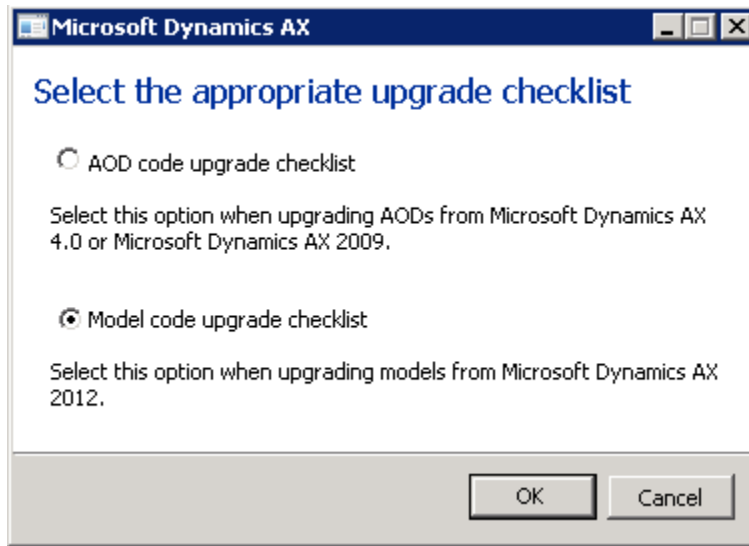 Microsoft Dynamics AX
Select the appropriate upgrade checklist
AOD code upgrade checklist
Select this option when upgrading AODs from Microsoft Dynamics AX
4.0 or Microsoft Dynamics AX 2009.
Model code upgrade checklist
Select this option when upgrading models from Microsoft Dynamics AX
2012.
OK
Cancel